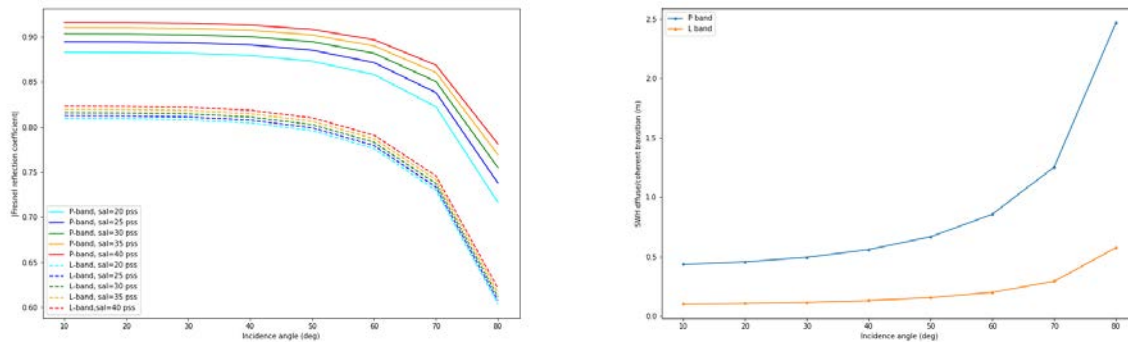 |Fresnel reflection coefficient|
0.90
0.85
0.80
0.75
0.70
0.65
0.60
P-band, sal=20 pss
P-band, sal=25 pss
P-band, sal=30 pss
P-band, sal=35 pss
P-band, sal=40 pss
L-band, sal=20 pss
L-band, sal=25 pss
L-band, sal=30 pss
L-band, sal=35 pss
L-band,sal=40 pss
10 20 30 40 50 60 70 80
Incidence angle (deg)
SWH diffuse/coherent transition (m)
2.5
2.0
1.5
1.0
0.5
0.0
P band
L band
10 20 30 40 50 60 70 80
Incidence angle (deg)